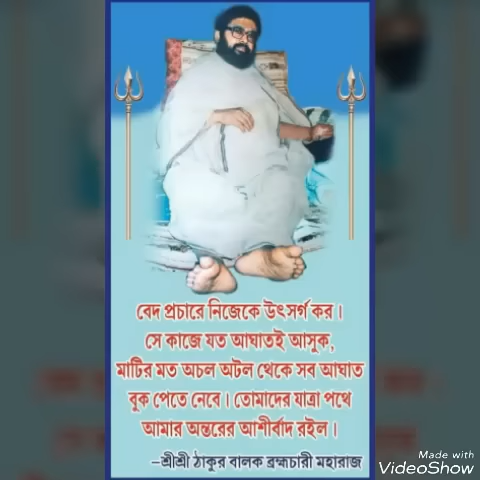 বেদ প্রচারে নিজেকে উৎসর্গ কর।
সে কাজে যত আঘাতই আসুক,
মাটির মত অচল অটল থেকে সব আঘাত
বুক পেতে নেবে। তোমাদের যাত্রা পথে
আমার অন্তরের আশীর্বাদ রইল।
–শ্রীশ্রী ঠাকুর বালক ব্রহ্মচারী মহারাজ
Made with
VideoShow